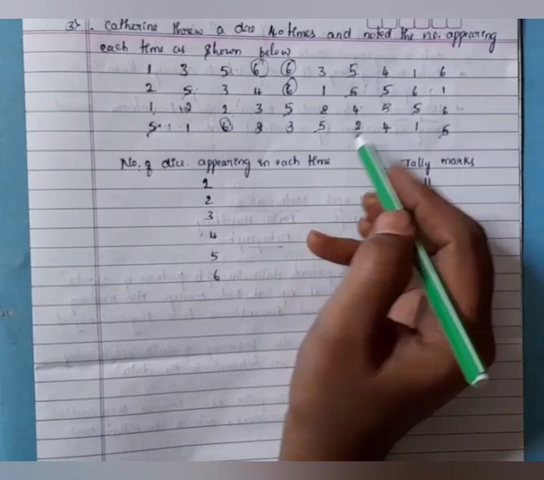 3. Catherine threw a dice 40 times and noted the no. appearing
each time as shown below
1 3 5 6 6 3 5 4 1 6
2 5 3 4 6 1 5 5 6 1
1 2 2 3 5 2 4 5 5 6
5 1 6 2 3 5 2 4 1 5
No. of dice appearing in each time Tally marks
1 ||
2
3
4
5
6